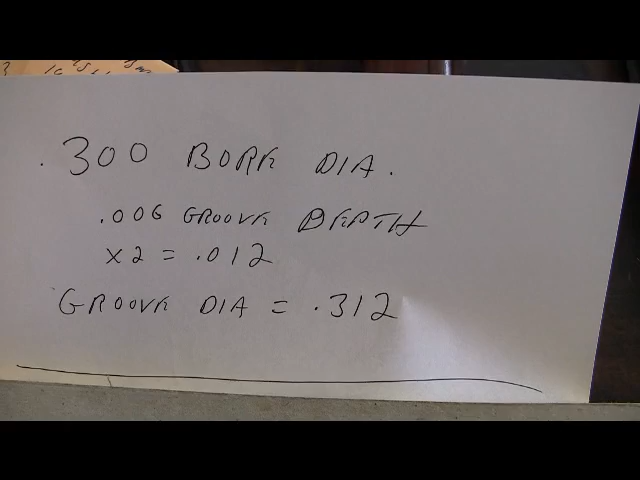 .300 BORE DIA.
.006 GROOVE DEPTH
x2 = .012
GROOVE DIA = .312